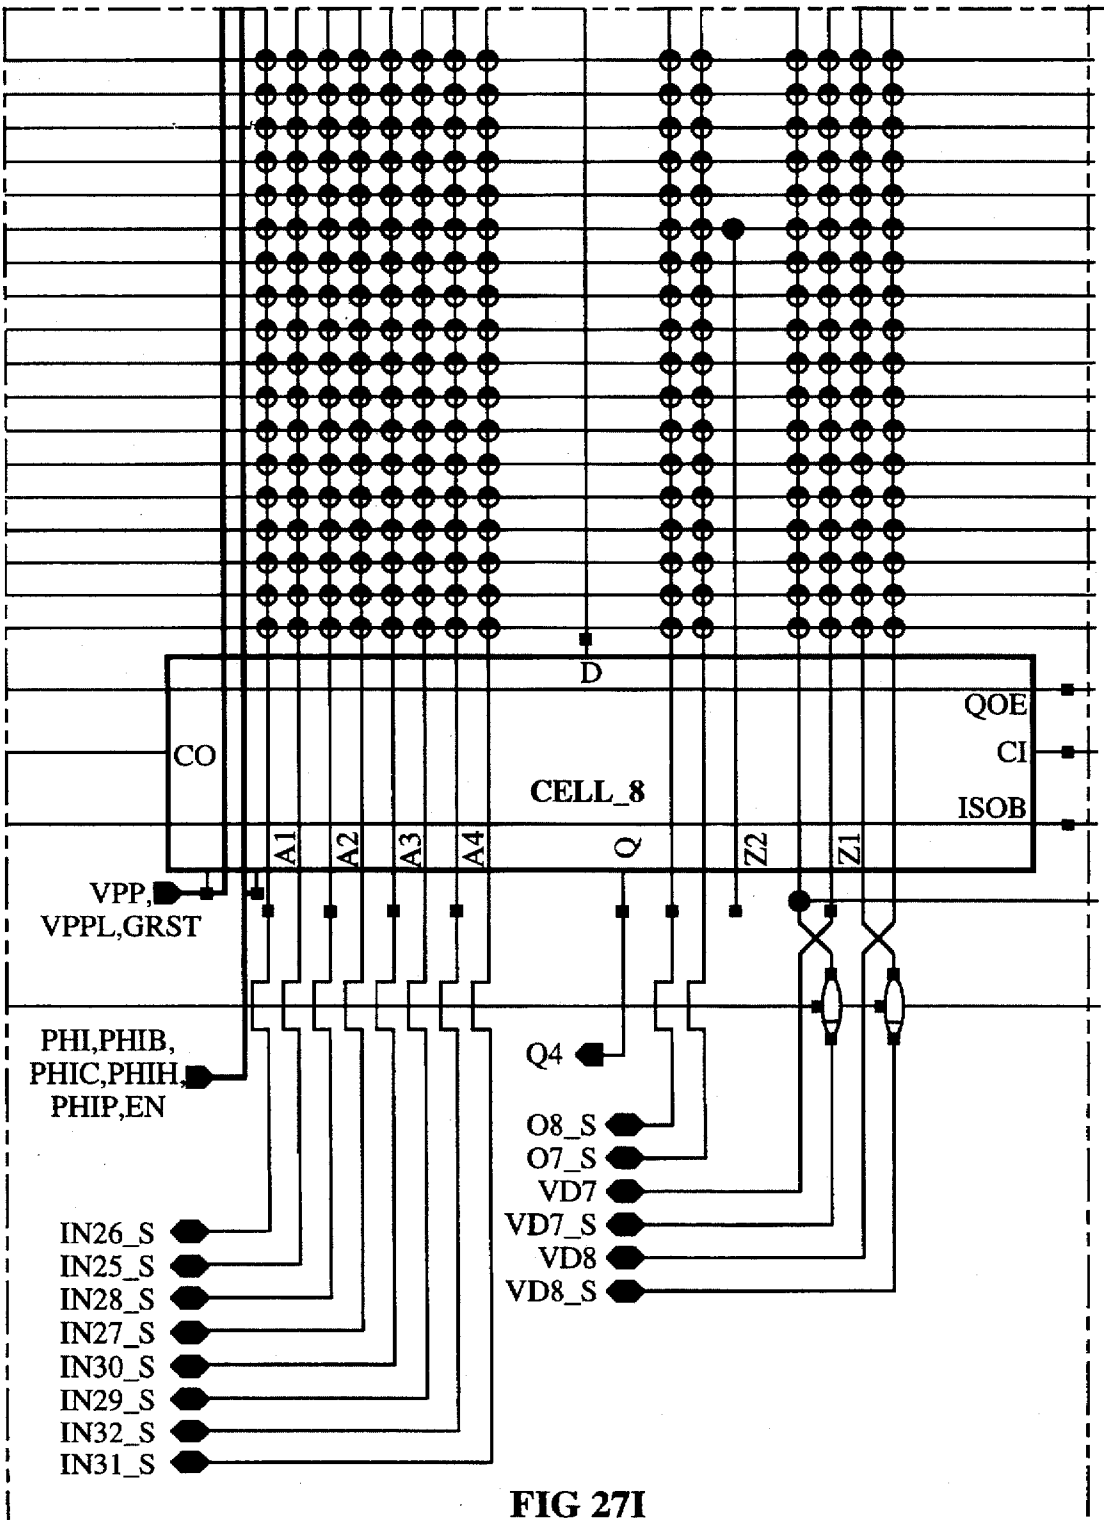 D
QOE
CO
CI
CELL_8
ISOB
A1
A2
A3
A4
Q
Z2
Z1
VPP,
VPPL,GRST
PHI,PHIB,
PHIC,PHIH,
PHIP,EN
Q4
O8_S
O7_S
VD7
VD7_S
VD8
VD8_S
IN26_S
IN25_S
IN28_S
IN27_S
IN30_S
IN29_S
IN32_S
IN31_S
FIG 27I